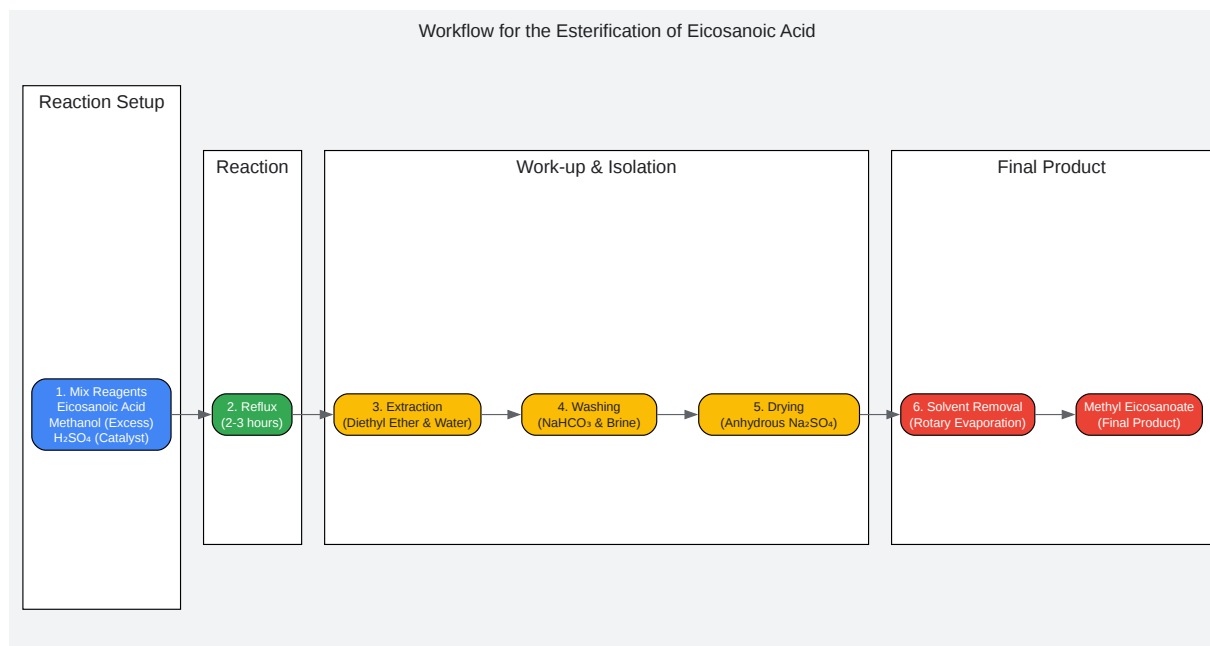 Workflow for the Esterification of Eicosanoic Acid
Reaction Setup
1. Mix Reagents
Eicosanoic Acid
Methanol (Excess)
H₂SO₄ (Catalyst)
Reaction
2. Reflux
(2-3 hours)
Work-up & Isolation
3. Extraction
(Diethyl Ether & Water)
4. Washing
(NaHCO₃ & Brine)
5. Drying
(Anhydrous Na₂SO₄)
Final Product
6. Solvent Removal
(Rotary Evaporation)
Methyl Eicosanoate
(Final Product)